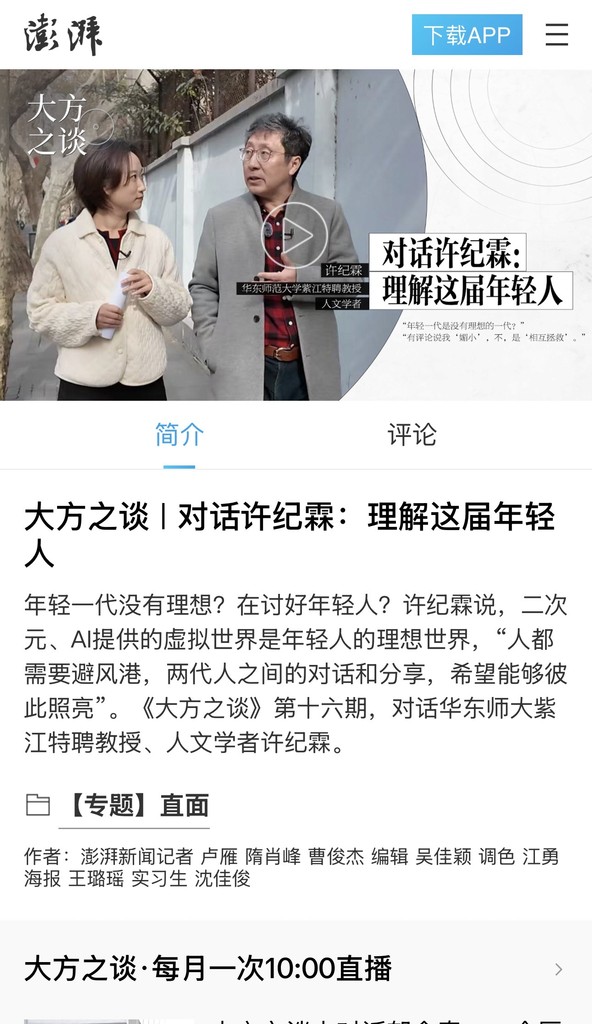 澎湃
下载APP
大方
之谈
对话许纪霖：
理解这届年轻人
许纪霖
华东师范大学紫江特聘教授
人文学者
“年轻一代是没有理想的一代？”
“有评论说我‘媚小’，不，是‘相互拯救’。”
简介
评论
大方之谈｜对话许纪霖：理解这届年轻
人
年轻一代没有理想？在讨好年轻人？许纪霖说，二次
元、AI提供的虚拟世界是年轻人的理想世界，“人都
需要避风港，两代人之间的对话和分享，希望能够彼
此照亮”。《大方之谈》第十六期，对话华东师大紫
江特聘教授、人文学者许纪霖。
【专题】直面
作者：澎湃新闻记者 卢雁 隋肖峰 曹俊杰 编辑 吴佳颖 调色 江勇
海报 王璐瑶 实习生 沈佳俊
大方之谈·每月一次10:00直播